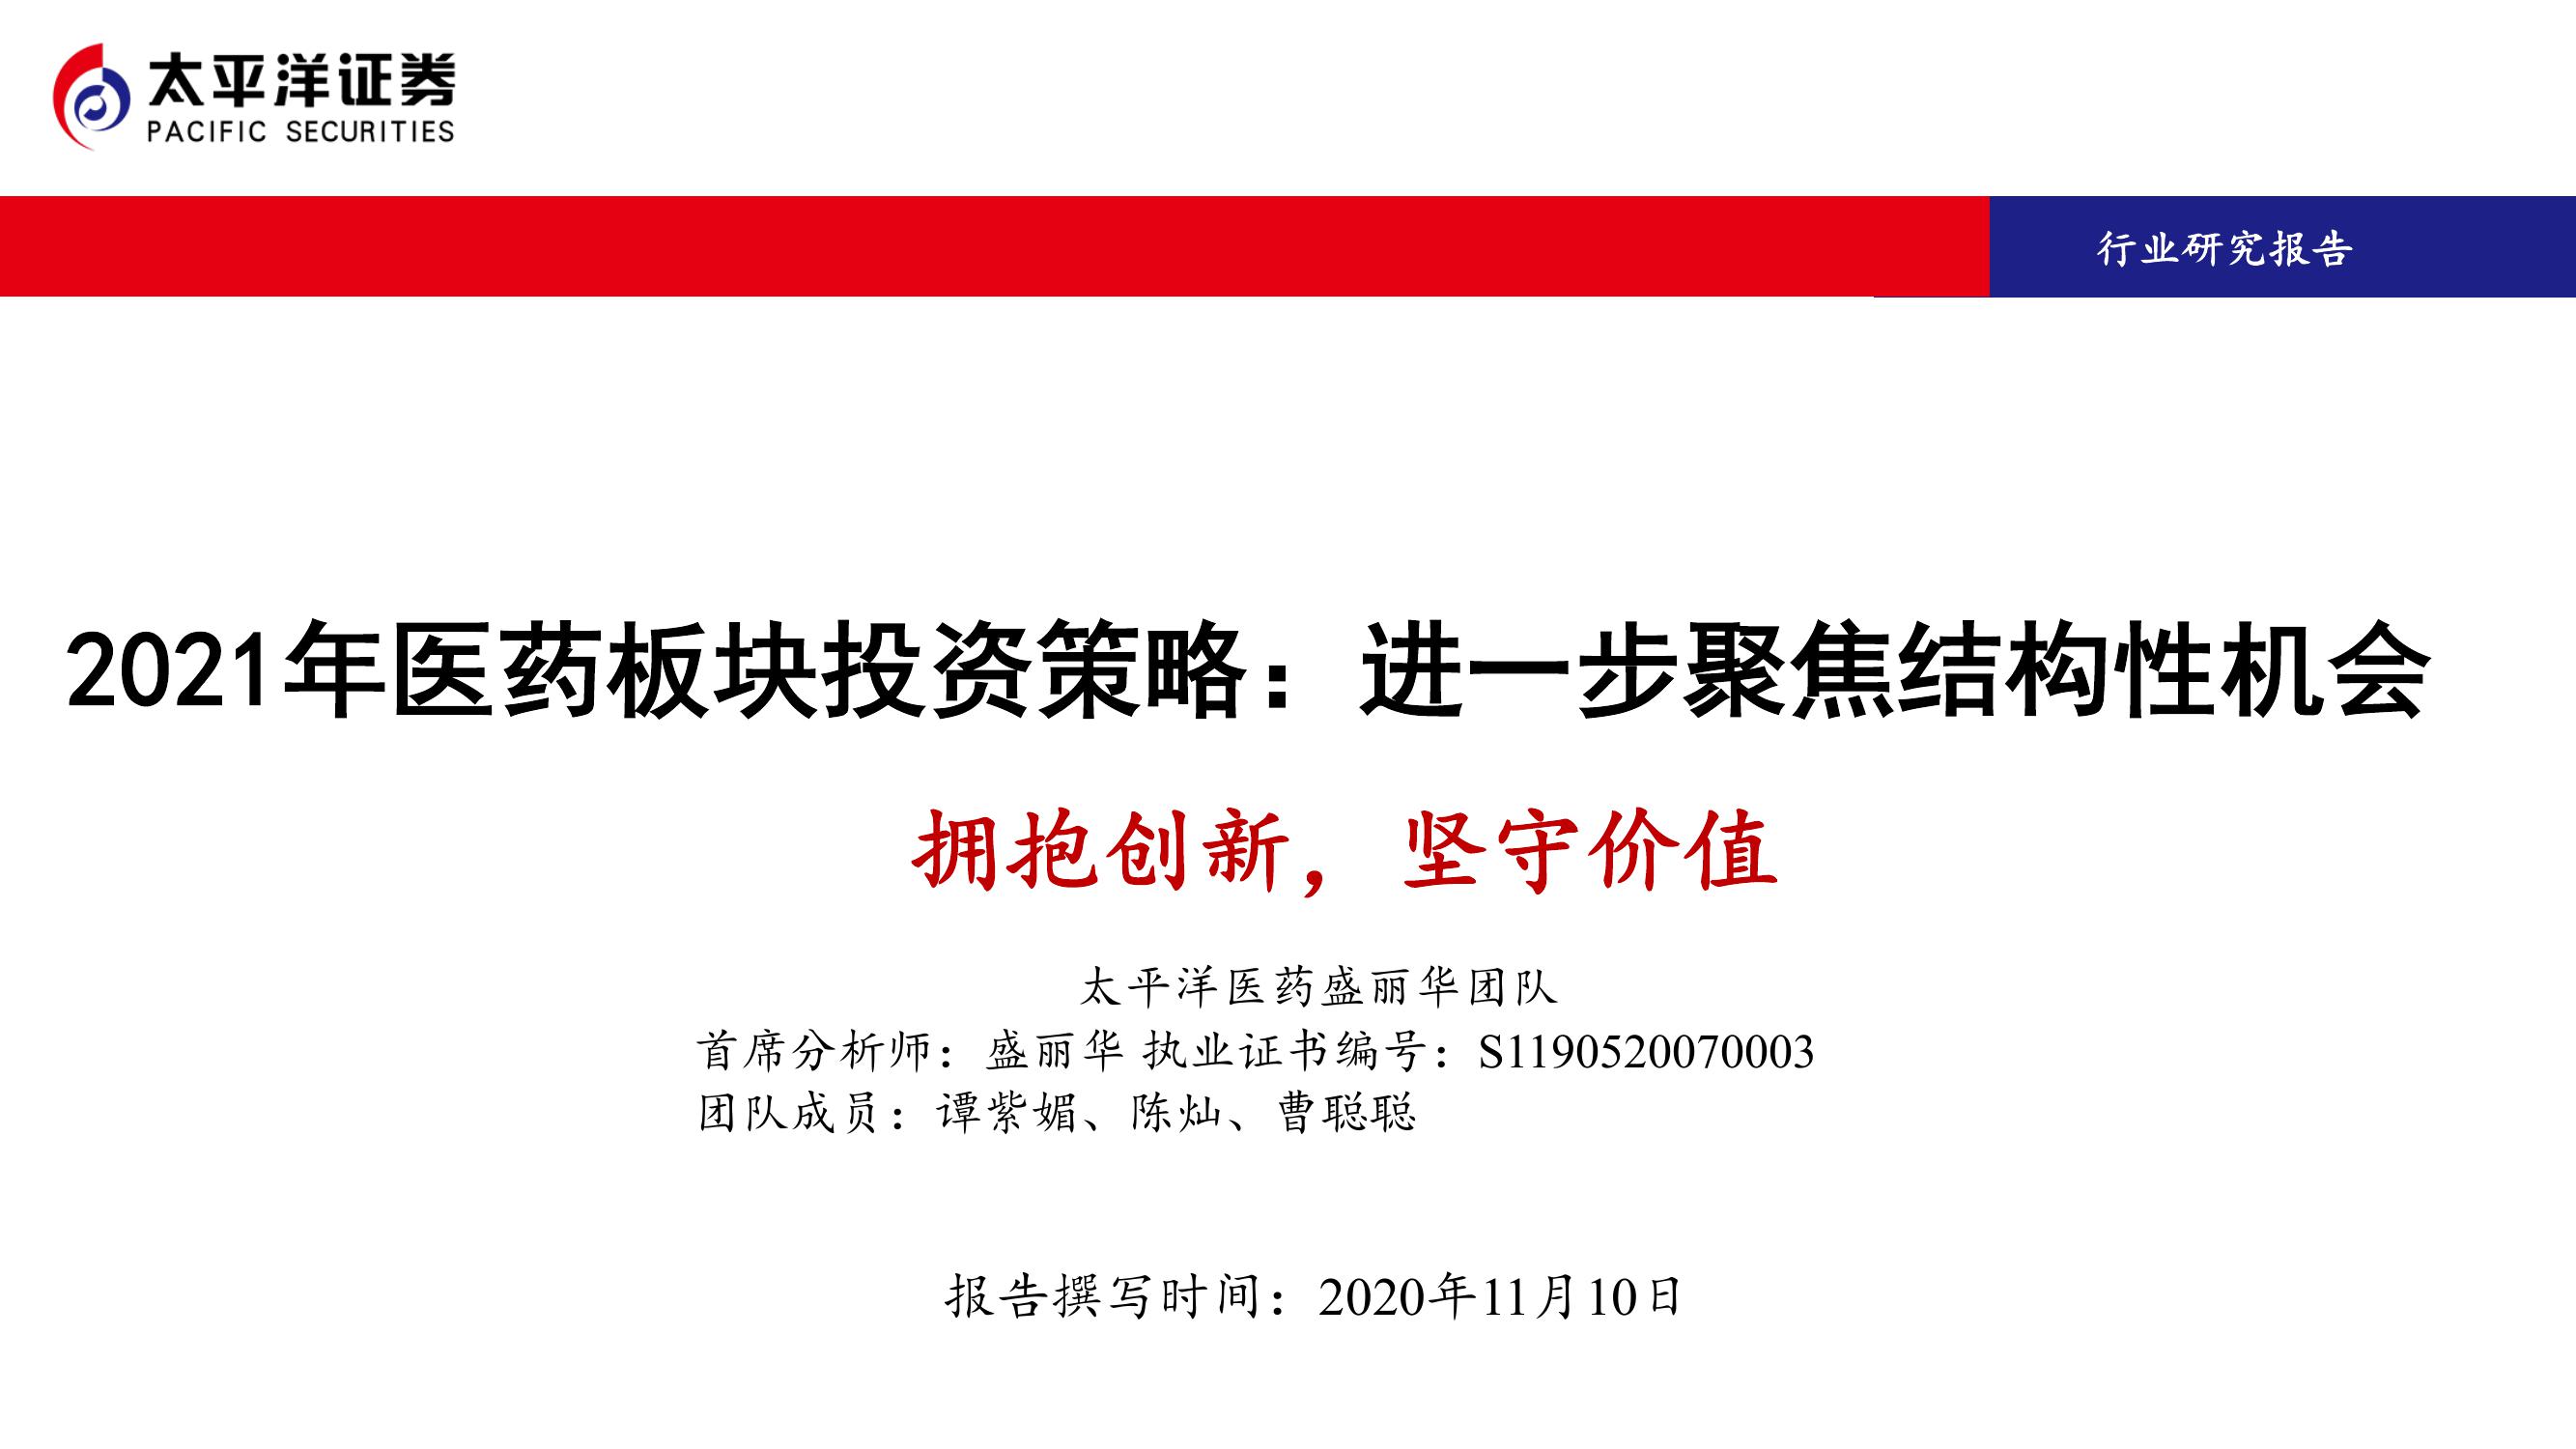 太平洋证券
PACIFIC SECURITIES
行业研究报告
2021年医药板块投资策略：进一步聚焦结构性机会
拥抱创新，坚守价值
太平洋医药盛丽华团队
首席分析师：盛丽华 执业证书编号：S1190520070003
团队成员：谭紫媚、陈灿、曹聪聪
报告撰写时间：2020年11月10日